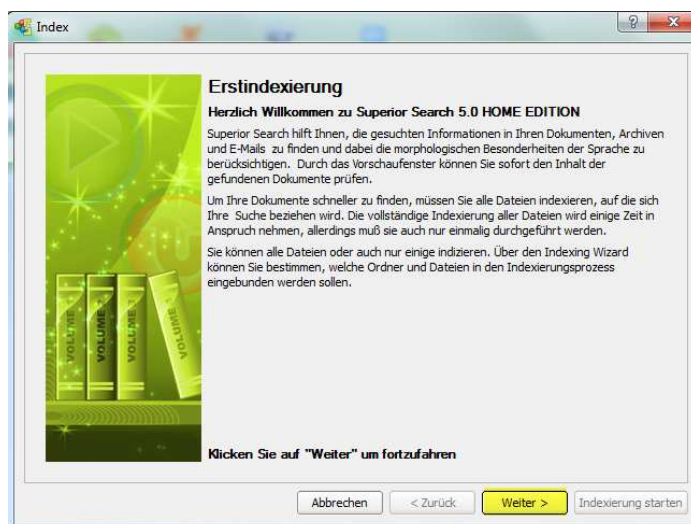 Index
Erstindexierung
Herzlich Willkommen zu Superior Search 5.0 HOME EDITION
Superior Search hilft Ihnen, die gesuchten Informationen in Ihren Dokumenten, Archiven
und E-Mails zu finden und dabei die morphologischen Besonderheiten der Sprache zu
berücksichtigen. Durch das Vorschaufenster können Sie sofort den Inhalt der
gefundenen Dokumente prüfen.
Um Ihre Dokumente schneller zu finden, müssen Sie alle Dateien indexieren, auf die sich
Ihre Suche beziehen wird. Die vollständige Indexierung aller Dateien wird einige Zeit in
Anspruch nehmen, allerdings muß sie auch nur einmalig durchgeführt werden.
Sie können alle Dateien oder auch nur einige indizieren. Über den Indexing Wizard
können Sie bestimmen, welche Ordner und Dateien in den Indexierungsprozess
eingebunden werden sollen.
VOLUME
VOLUME 2
VOLUME
VOLUME
Klicken Sie auf "Weiter" um fortzufahren
Abbrechen < Zurück Weiter > Indexierung starten